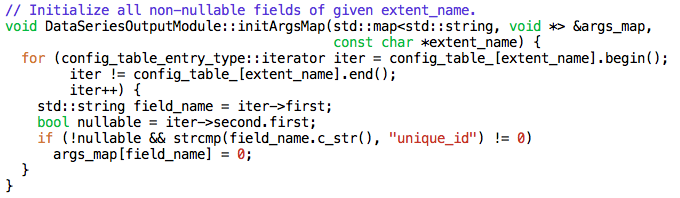 // Initialize all non-nullable fields of given extent_name.
void DataSeriesOutputModule::initArgsMap(std::map<std::string, void *> &args_map,
                                         const char *extent_name) {
  for (config_table_entry_type::iterator iter = config_table_[extent_name].begin();
        iter != config_table_[extent_name].end();
        iter++) {
    std::string field_name = iter->first;
    bool nullable = iter->second.first;
    if (!nullable && strcmp(field_name.c_str(), "unique_id") != 0)
      args_map[field_name] = 0;
  }
}